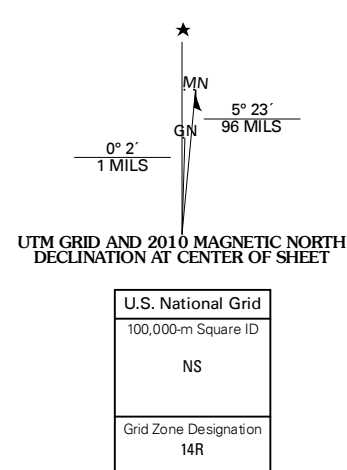 ★
MN
5° 23´
96 MILS
GN
0° 2´
1 MILS
UTM GRID AND 2010 MAGNETIC NORTH
DECLINATION AT CENTER OF SHEET
U.S. National Grid
100,000-m Square ID
NS
Grid Zone Designation
14R